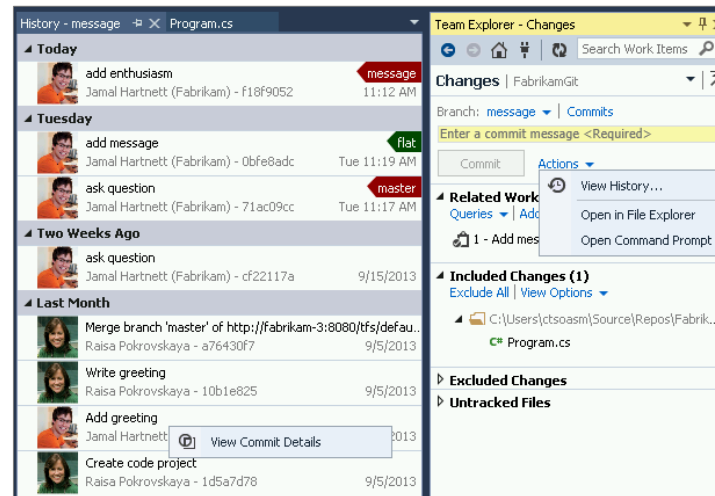 History - message
Program.cs
Today
add enthusiasm
message
Jamal Hartnett (Fabrikam) - f18f9052
11:12 AM
Tuesday
add message
flat
Jamal Hartnett (Fabrikam) - 0bfe8adc
Tue 11:19 AM
ask question
master
Jamal Hartnett (Fabrikam) - 71ac09cc
Tue 11:17 AM
Two Weeks Ago
ask question
Jamal Hartnett (Fabrikam) - cf22117a
9/15/2013
Last Month
Merge branch 'master' of http://fabrikam-3:8080/tfs/defau..
Raisa Pokrovskaya - a76430f7
9/5/2013
Write greeting
Raisa Pokrovskaya - 10b1e825
9/5/2013
Add greeting
Jamal Hartnett
2013
View Commit Details
Create code project
Raisa Pokrovskaya - 1d5a7d78
9/5/2013
Team Explorer - Changes
Search Work Items
Changes | FabrikamGit
Branch: message | Commits
Enter a commit message <Required>
Commit
Actions
View History...
Open in File Explorer
Open Command Prompt
Related Work
Queries | Add
1 - Add mes
Included Changes (1)
Exclude All | View Options
C:\Users\ctsoasm\Source\Repos\Fabrik...
C# Program.cs
Excluded Changes
Untracked Files